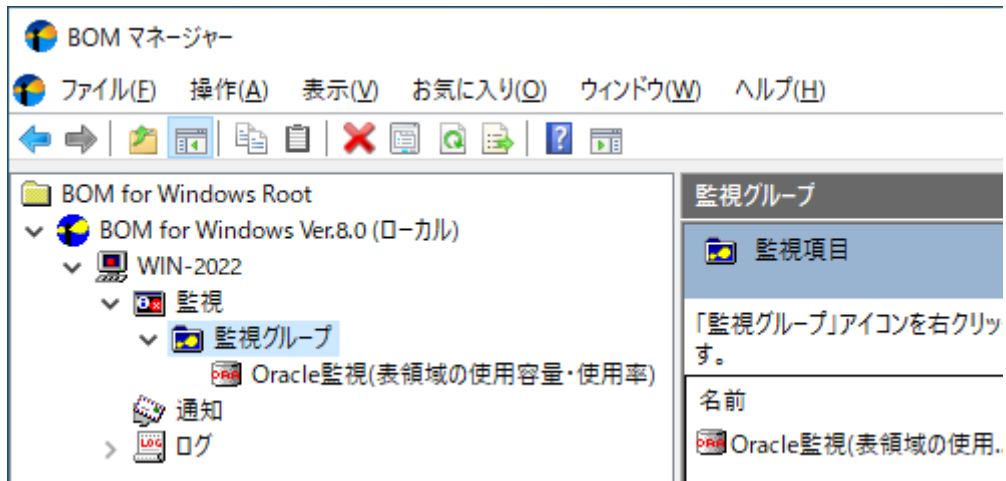 BOM マネージャー
ファイル(F) 操作(A) 表示(V) お気に入り(O) ウィンドウ(W) ヘルプ(H)
BOM for Windows Root
BOM for Windows Ver.8.0 (ローカル)
WIN-2022
監視
監視グループ
Oracle監視(表領域の使用容量・使用率)
通知
ログ
監視グループ
監視項目
「監視グループ」アイコンを右クリッ
す。
名前
Oracle監視(表領域の使用...